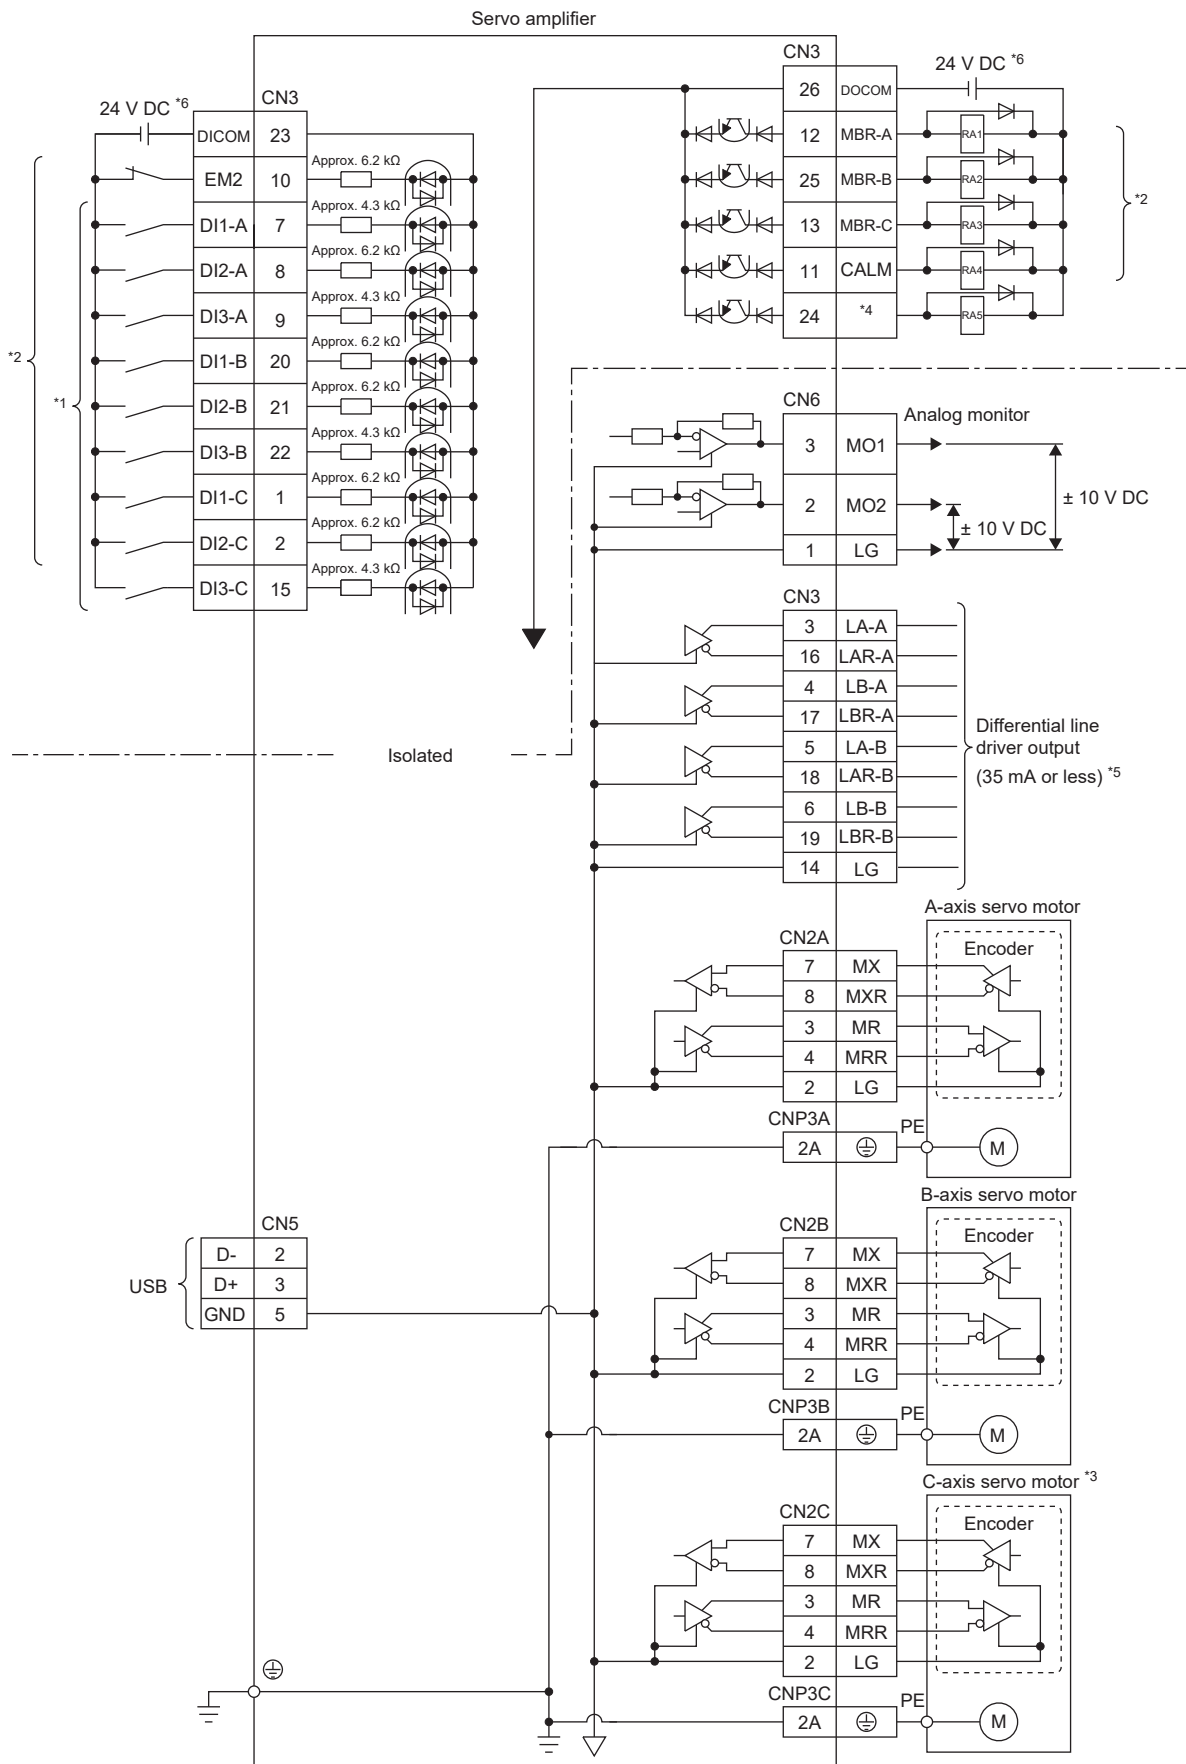 Servo amplifier
24 V DC *6
CN3
DICOM 23
EM2 10 Approx. 6.2 kΩ
DI1-A 7 Approx. 4.3 kΩ
DI2-A 8 Approx. 6.2 kΩ
DI3-A 9 Approx. 4.3 kΩ
DI1-B 20 Approx. 6.2 kΩ
DI2-B 21 Approx. 6.2 kΩ
DI3-B 22 Approx. 4.3 kΩ
DI1-C 1 Approx. 6.2 kΩ
DI2-C 2 Approx. 6.2 kΩ
DI3-C 15 Approx. 4.3 kΩ
*2
*1
CN3
24 V DC *6
26 DOCOM
12 MBR-A RA1
25 MBR-B RA2
13 MBR-C RA3
11 CALM RA4
24 *4 RA5
*2
CN6
Analog monitor
3 MO1
2 MO2
1 LG
± 10 V DC
± 10 V DC
Isolated
CN3
3 LA-A
16 LAR-A
4 LB-A
17 LBR-A
5 LA-B
18 LAR-B
6 LB-B
19 LBR-B
14 LG
Differential line
driver output
(35 mA or less) *5
A-axis servo motor
Encoder
CN2A
7 MX
8 MXR
3 MR
4 MRR
2 LG
CNP3A
2A
PE
M
CN5
D- 2
D+ 3
GND 5
USB
B-axis servo motor
Encoder
CN2B
7 MX
8 MXR
3 MR
4 MRR
2 LG
CNP3B
2A
PE
M
C-axis servo motor *3
Encoder
CN2C
7 MX
8 MXR
3 MR
4 MRR
2 LG
CNP3C
2A
PE
M